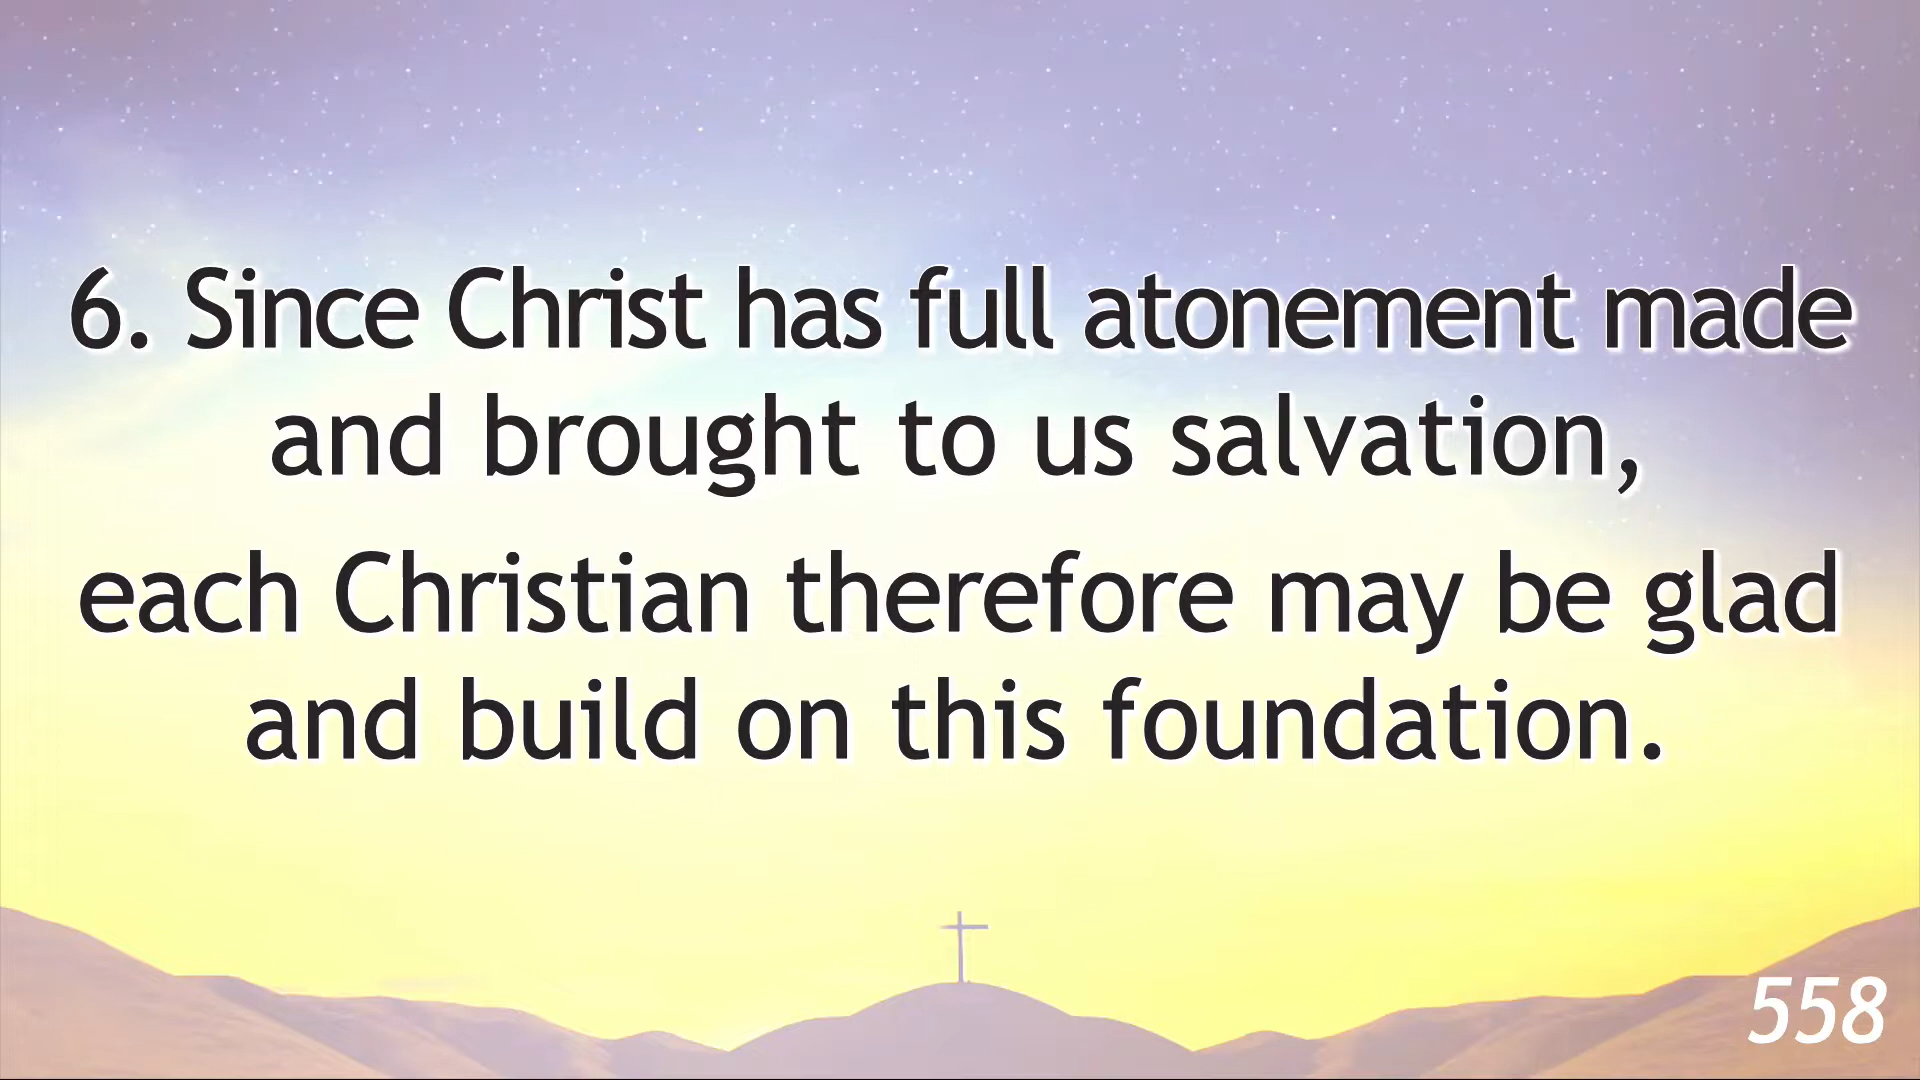 6. Since Christ has full atonement made
and brought to us salvation,
each Christian therefore may be glad
and build on this foundation.
558